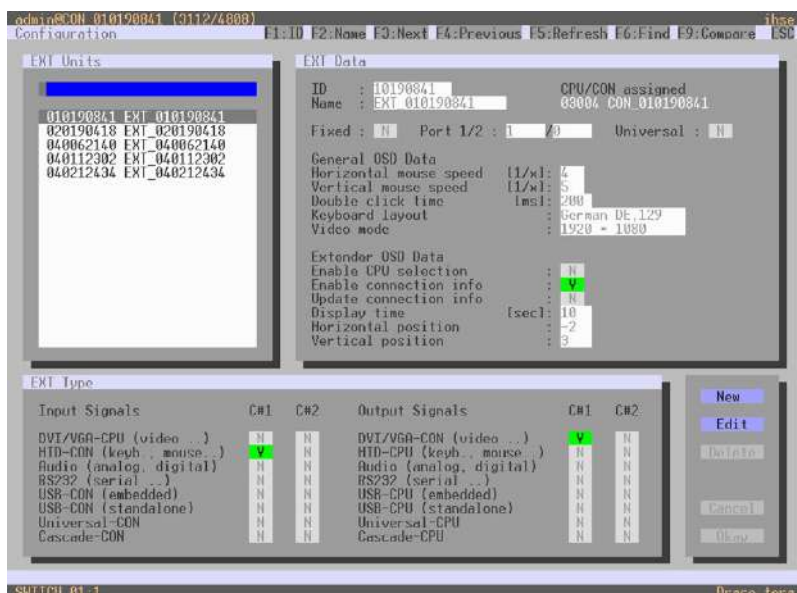 admin@CON_010190841 (3112/4808) ihse
Configuration F1:ID F2:Name F3:Next F4:Previous F5:Refresh F6:Find F9:Compare ESC
EXT Units
010190841 EXT_010190841
020190418 EXT_020190418
040062140 EXT_040062140
040112302 EXT_040112302
040212434 EXT_040212434
EXT Data
ID : 10190841 CPU/CON assigned
Name : EXT_010190841 03004 CON_010190841
Fixed : N Port 1/2 : 1 /0 Universal : N
General OSD Data
Horizontal mouse speed [1/x]: 4
Vertical mouse speed [1/x]: 5
Double click time [ms]: 200
Keyboard layout : German DE,129
Video mode : 1920 * 1080
Extender OSD Data
Enable CPU selection : N
Enable connection info : Y
Update connection info : N
Display time [sec]: 10
Horizontal position : -2
Vertical position : 3
EXT Type
Input Signals C#1 C#2 Output Signals C#1 C#2
DVI/VGA-CPU (video ..) N N DVI/VGA-CON (video ..) Y N
HID-CON (keyb., mouse..) Y N HID-CPU (keyb., mouse..) N N
Audio (analog, digital) N N Audio (analog, digital) N N
RS232 (serial ..) N N RS232 (serial ..) N N
USB-CON (embedded) N N USB-CPU (embedded) N N
USB-CON (standalone) N N USB-CPU (standalone) N N
Universal-CON N N Universal-CPU N N
Cascade-CON N N Cascade-CPU N N
New
Edit
Delete
Cancel
Okay
SWITCH_01:1